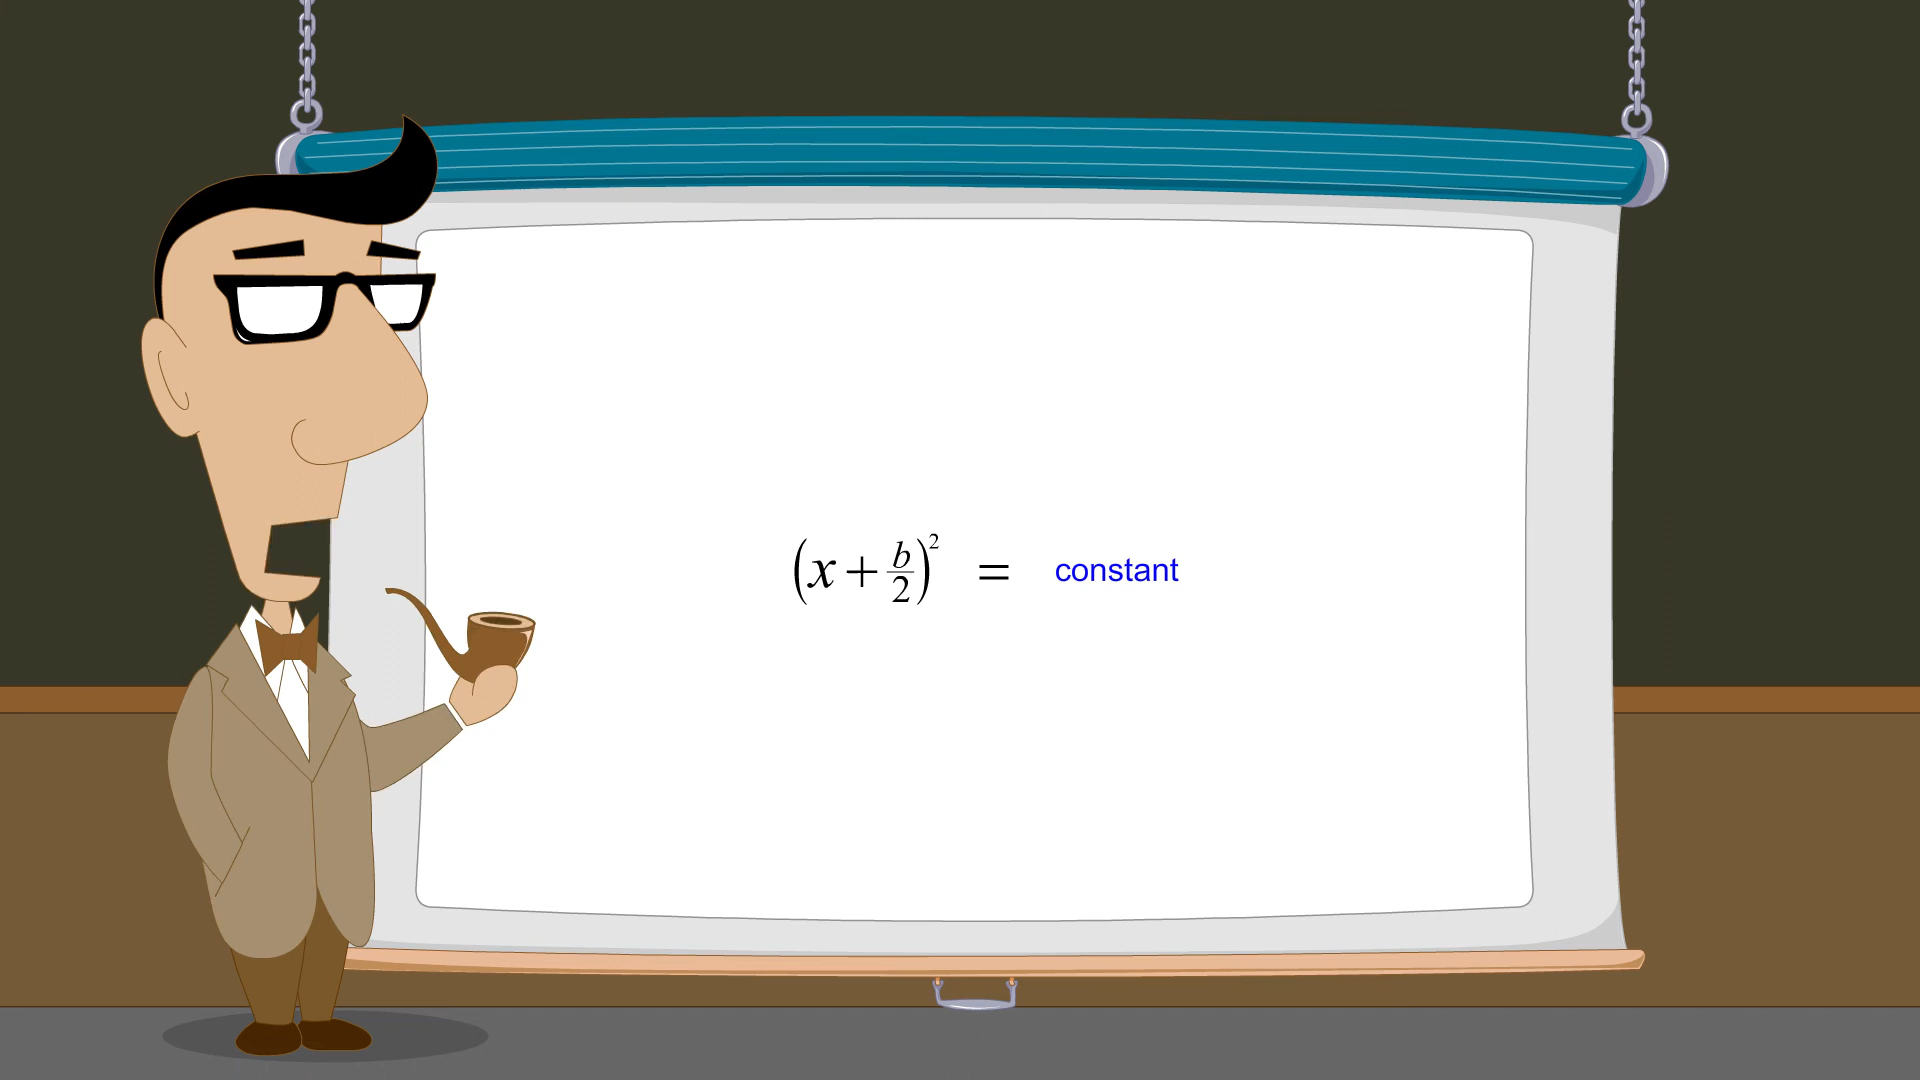 (x + b/2)² = constant